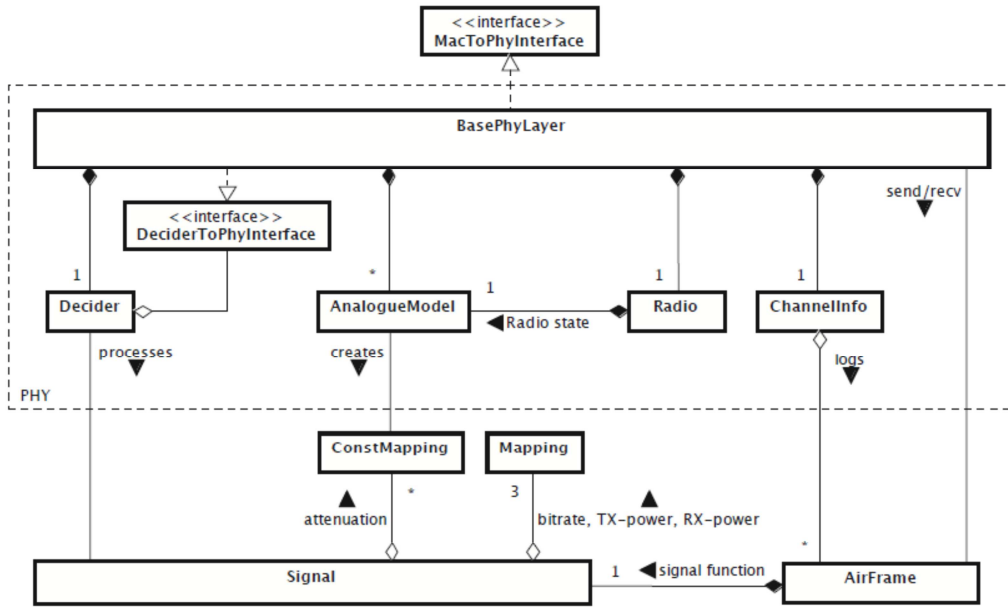 <<interface>>
MacToPhyInterface
BasePhyLayer
send/recv
<<interface>>
DeciderToPhyInterface
1
*
1
1
1
Decider
AnalogueModel
Radio
ChannelInfo
Radio state
processes
creates
logs
PHY
ConstMapping
Mapping
*
3
attenuation
bitrate, TX-power, RX-power
*
Signal
1
signal function
AirFrame